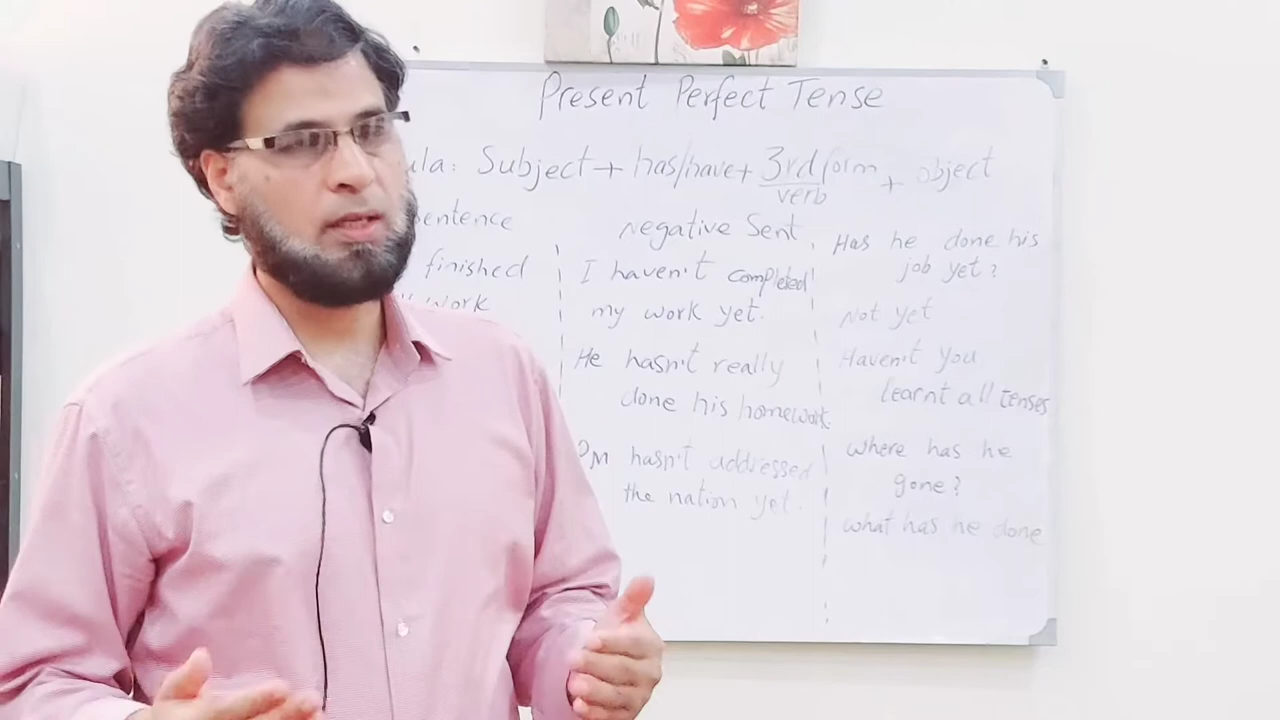 Present Perfect Tense
ula: Subject + has/have + 3rd form + object
verb
entence
finished
work
negative Sent.
I haven't completed
my work yet.
He hasn't really
done his homework.
PM hasn't addressed
the nation yet.
Has he done his
job yet?
Not yet
Haven't you
learnt all tenses
where has he
gone?
what has he done